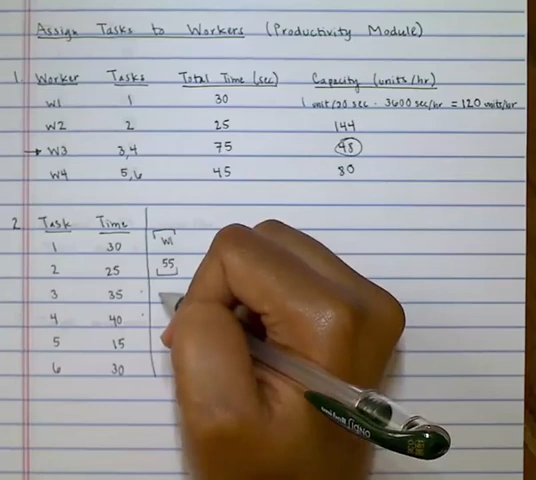 Assign Tasks to Workers (Productivity Module)
1. Worker Tasks Total Time (sec) Capacity (units/hr)
W1 1 30 1 unit/30 sec · 3600 sec/hr = 120 units/hr
W2 2 25 144
→ W3 3,4 75 48
W4 5,6 45 80
2 Task Time
1 30 W1
2 25 55
3 35
4 40
5 15
6 30
uni-ball Signo